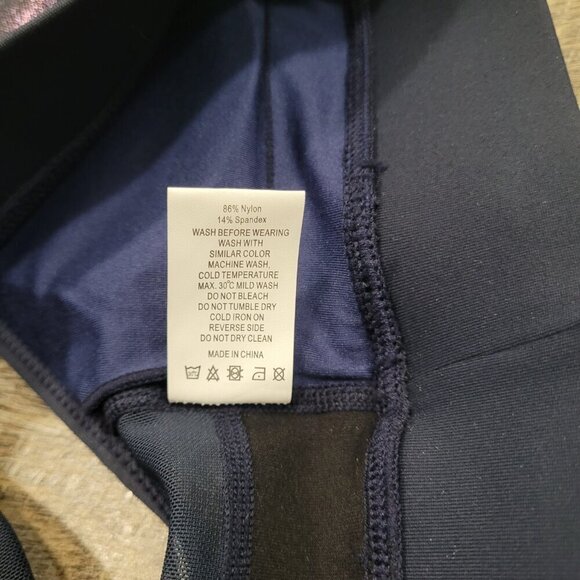 86% Nylon
14% Spandex
WASH BEFORE WEARING
WASH WITH
SIMILAR COLOR
MACHINE WASH,
COLD TEMPERATURE
MAX. 30℃ MILD WASH
DO NOT BLEACH
DO NOT TUMBLE DRY
COLD IRON ON
REVERSE SIDE
DO NOT DRY CLEAN
MADE IN CHINA